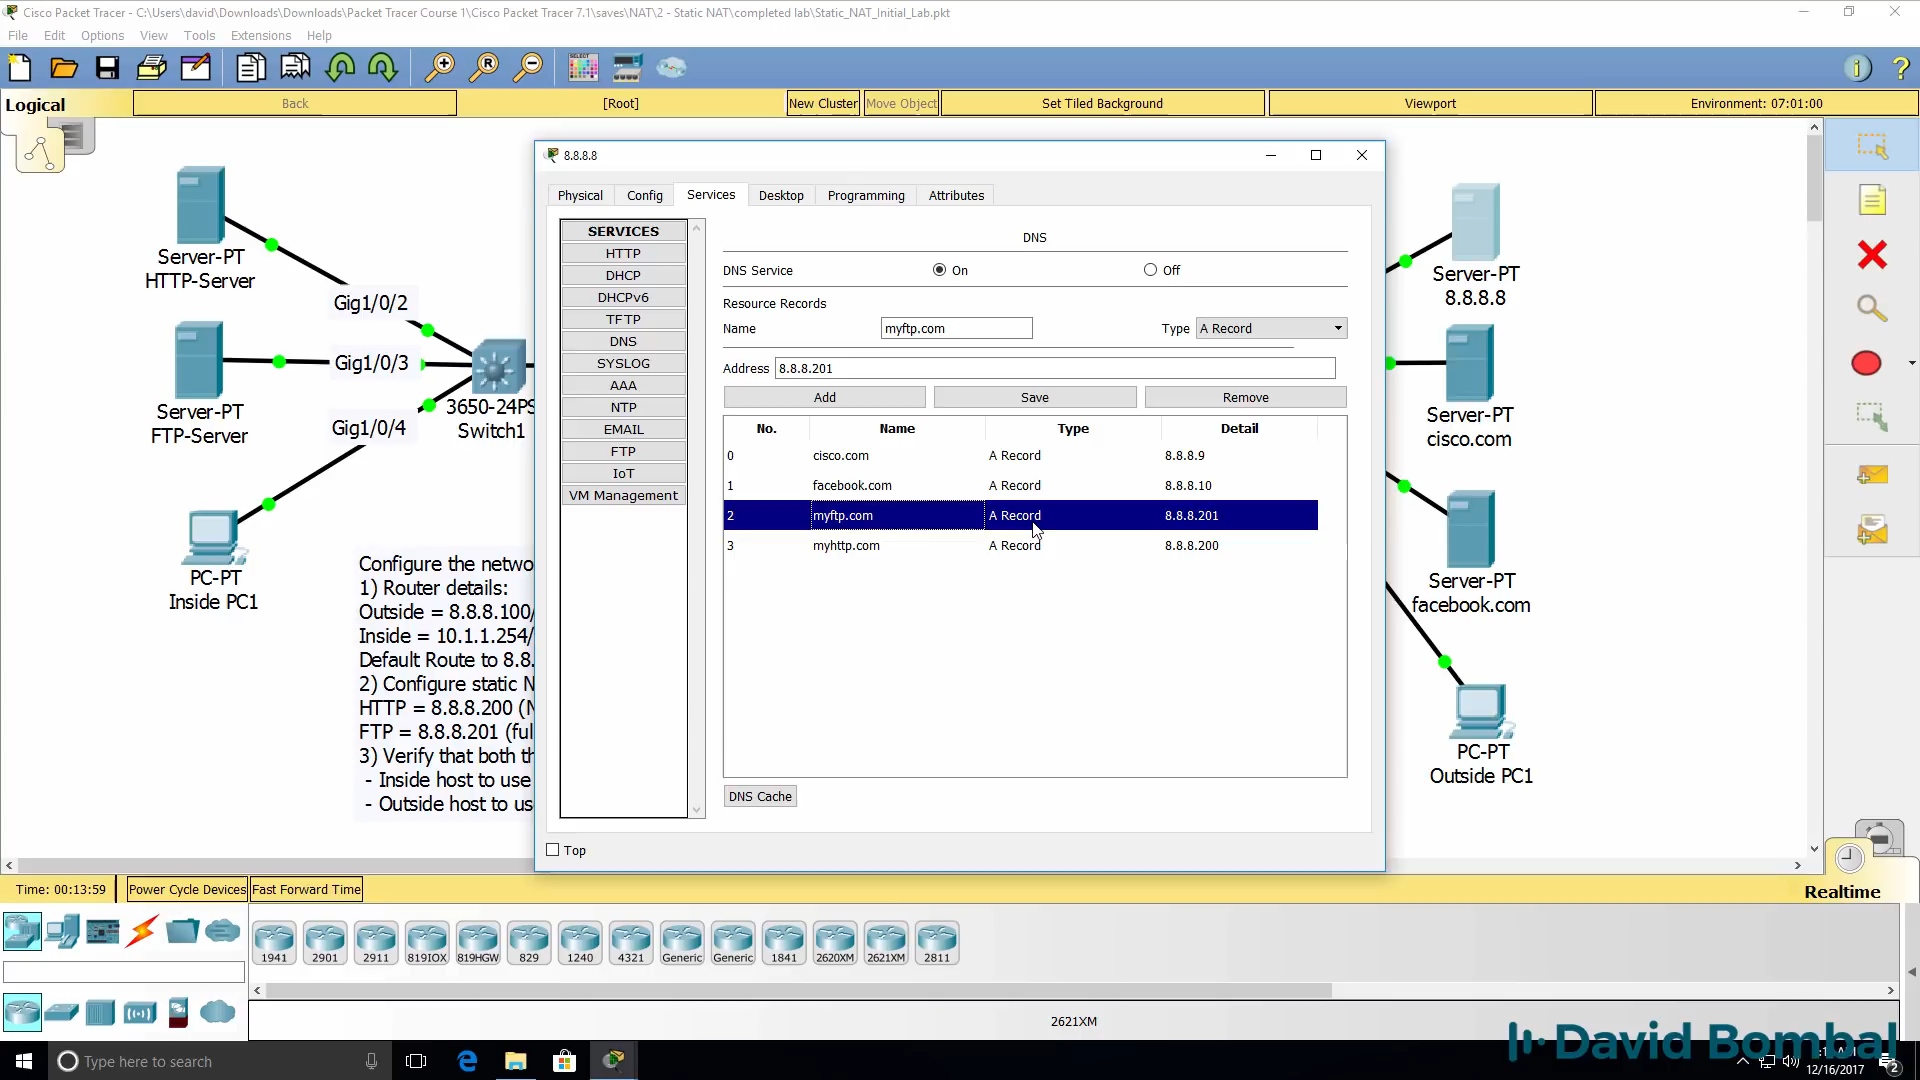 Cisco Packet Tracer - C:\Users\david\Downloads\Downloads\Packet Tracer Course 1\Cisco Packet Tracer 7.1\saves\NAT\2 - Static NAT\completed lab\Static_NAT_Initial_Lab.pkt
File Edit Options View Tools Extensions Help
Logical Back [Root] New Cluster Move Object Set Tiled Background Viewport Environment: 07:01:00
8.8.8.8
Physical Config Services Desktop Programming Attributes
SERVICES
HTTP
DHCP
DHCPv6
TFTP
DNS
SYSLOG
AAA
NTP
EMAIL
FTP
IoT
VM Management
DNS
DNS Service On Off
Resource Records
Name myftp.com Type A Record
Address 8.8.8.201
Add Save Remove
No. Name Type Detail
0 cisco.com A Record 8.8.8.9
1 facebook.com A Record 8.8.8.10
2 myftp.com A Record 8.8.8.201
3 myhttp.com A Record 8.8.8.200
DNS Cache
Top
Server-PT
HTTP-Server
Gig1/0/2
Server-PT
FTP-Server
Gig1/0/3
Gig1/0/4
3650-24PS
Switch1
PC-PT
Inside PC1
Configure the netwo
1) Router details:
Outside = 8.8.8.100/
Inside = 10.1.1.254/
Default Route to 8.8.
2) Configure static N
HTTP = 8.8.8.200 (N
FTP = 8.8.8.201 (ful
3) Verify that both th
- Inside host to use
- Outside host to us
Server-PT
8.8.8.8
Server-PT
cisco.com
Server-PT
facebook.com
PC-PT
Outside PC1
Time: 00:13:59 Power Cycle Devices Fast Forward Time Realtime
1941 2901 2911 819IOX 819HGW 829 1240 4321 Generic Generic 1841 2620XM 2621XM 2811
2621XM
David Bombal
Type here to search
12/16/2017
2